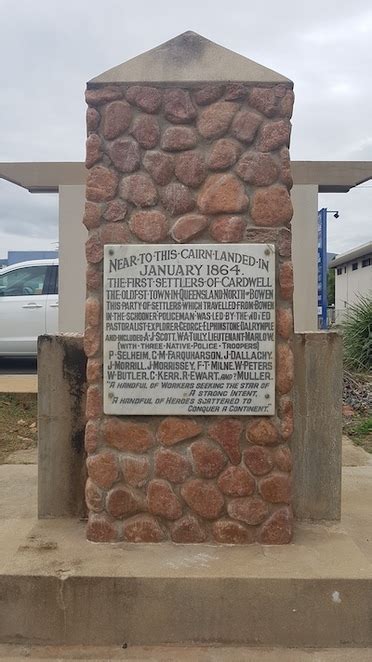 NEAR·TO·THIS·CAIRN·LANDED·IN
JANUARY 1864.
THE·FIRST·SETTLERS·OF·CARDWELL
THE·OLDEST·TOWN·IN·QUEENSLAND·NORTH·OF·BOWEN
THIS·PARTY·OF·SETTLERS WHICH TRAVELLED·FROM·BOWEN
IN·THE·SCHOONER·POLICEMAN·WAS·LED·BY·THE·NOTED
PASTORALIST·EXPLORER·GEORGE·ELPHINSTONE·DALRYMPLE
AND·INCLUDED·A·J·SCOTT, W·A·TULLY, LIEUTENANT·MARLOW,
(WITH·THREE·NATIVE·POLICE·TROOPERS)
P·SELHEIM, C·M·FARQUHARSON, J·DALLACHY,
J·MORRILL, J·MORRISSEY, F·T·MILNE, W·PETERS
W·BUTLER, C·KERR, R·EWART, AND·?·MULLER.
"A HANDFUL OF WORKERS SEEKING THE STAR OF
A STRONG INTENT,
A HANDFUL OF HEROES SCATTERED TO
CONQUER A CONTINENT."